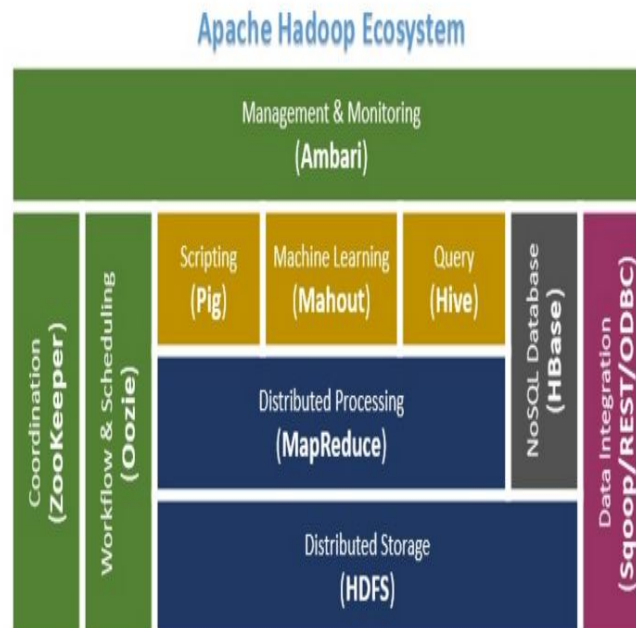 Apache Hadoop Ecosystem
Management & Monitoring
(Ambari)
Coordination
(ZooKeeper)
Workflow & Scheduling
(Oozie)
Scripting
(Pig)
Machine Learning
(Mahout)
Query
(Hive)
Distributed Processing
(MapReduce)
NoSQL Database
(HBase)
Distributed Storage
(HDFS)
Data Integration
(Sqoop/REST/ODBC)